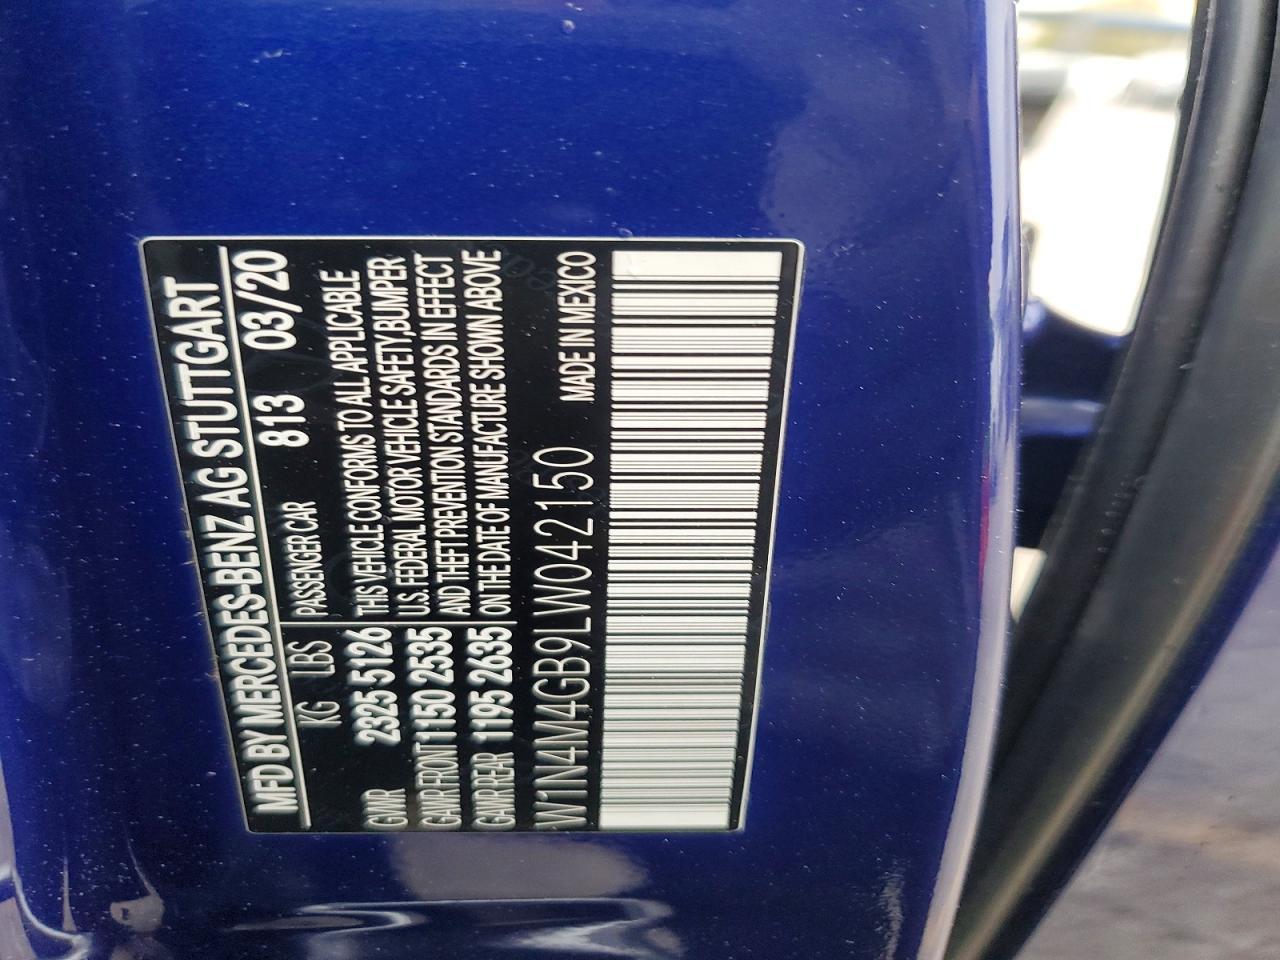 MFD BY MERCEDES-BENZ AG STUTTGART
KG LBS PASSENGER CAR 813 03/20
GWR 2325 5126
GAWR FRONT 1150 2535
GAWR REAR 1195 2635
THIS VEHICLE CONFORMS TO ALL APPLICABLE
U.S. FEDERAL MOTOR VEHICLE SAFETY,BUMPER
AND THEFT PREVENTION STANDARDS IN EFFECT
ON THE DATE OF MANUFACTURE SHOWN ABOVE
W1N4M4GB9LW042150 MADE IN MEXICO